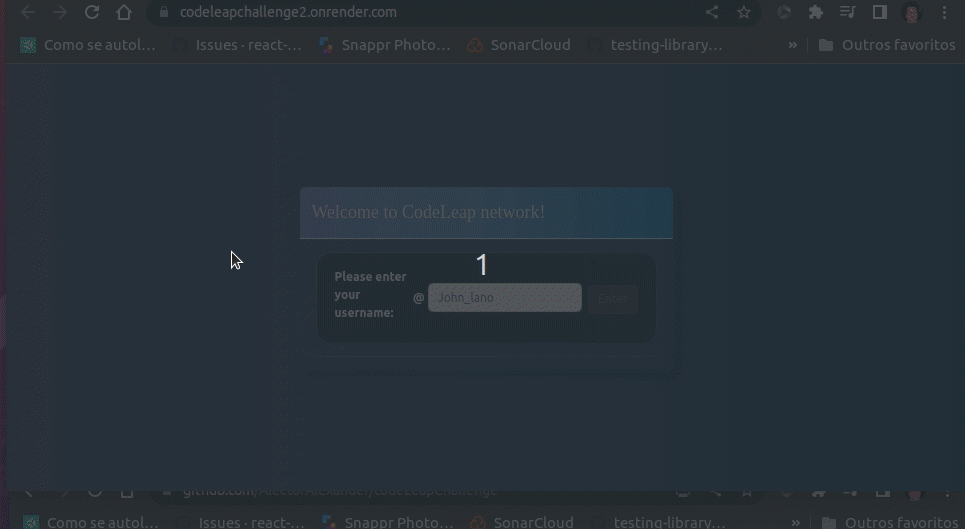 codeleapchallenge2.onrender.com
Como se autol... Issues · react-... Snappr Photo... SonarCloud testing-library... » Outros favoritos
Welcome to CodeLeap network!
1
Please enter
your
username:
@ John_lano Enter
github.com/AlectorAlexander/codeLeapChallenge
Como se autol... Issues · react-... Snappr Photo... SonarCloud testing-library... » Outros favoritos